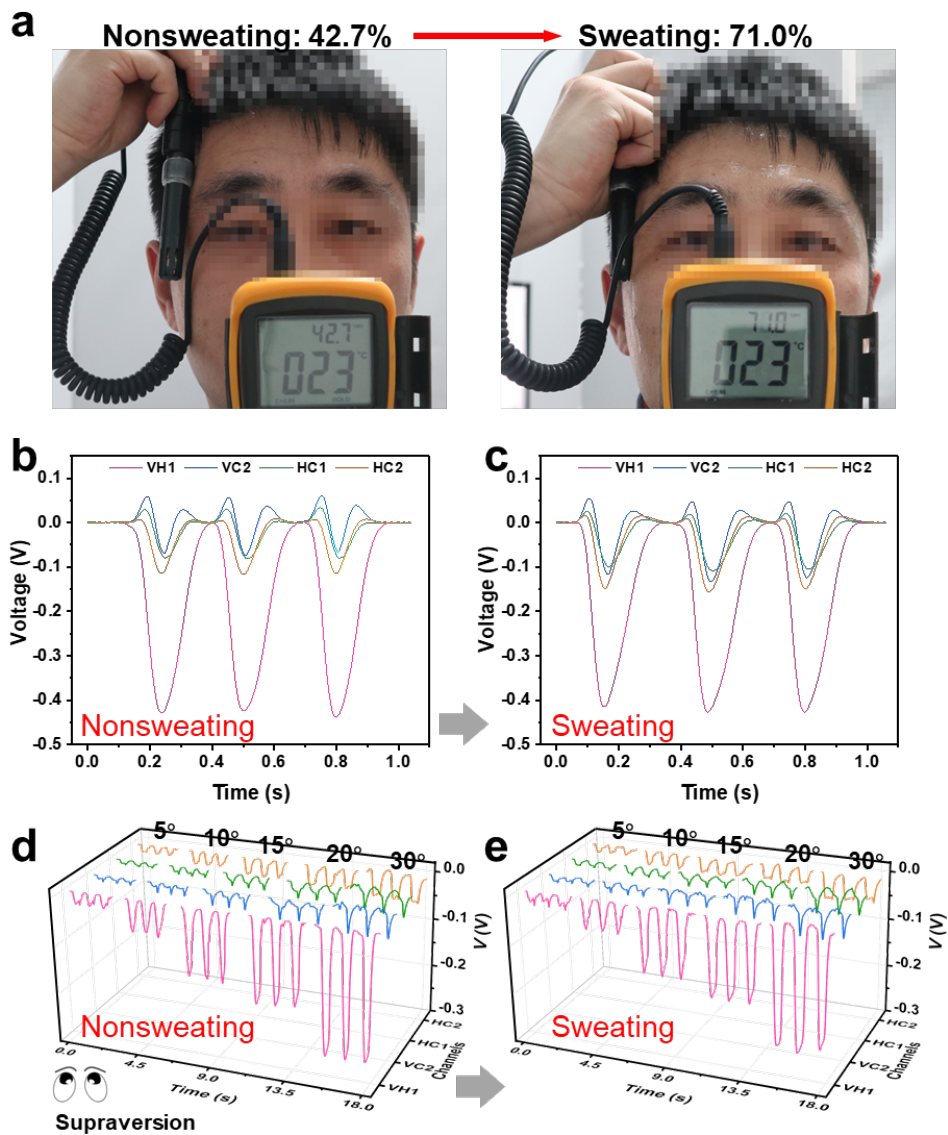 a
Nonsweating: 42.7% Sweating: 71.0%
42.7
023 °C
HOLD
71.0
023 °C
b
VH1 VC2 HC1 HC2
0.1
0.0
-0.1
-0.2
-0.3
-0.4
-0.5
Voltage (V)
Nonsweating
0.0 0.2 0.4 0.6 0.8 1.0
Time (s)
c
VH1 VC2 HC1 HC2
0.1
0.0
-0.1
-0.2
-0.3
-0.4
-0.5
Voltage (V)
Sweating
0.0 0.2 0.4 0.6 0.8 1.0
Time (s)
d
5° 10° 15° 20° 30°
0.0
-0.1
-0.2
-0.3
V (V)
HC2
HC1
VC2
VH1
Channels
Nonsweating
0.0 4.5 9.0 13.5 18.0
Time (s)
Supraversion
e
5° 10° 15° 20° 30°
0.0
-0.1
-0.2
-0.3
V (V)
HC2
HC1
VC2
VH1
Channels
Sweating
0.0 4.5 9.0 13.5 18.0
Time (s)